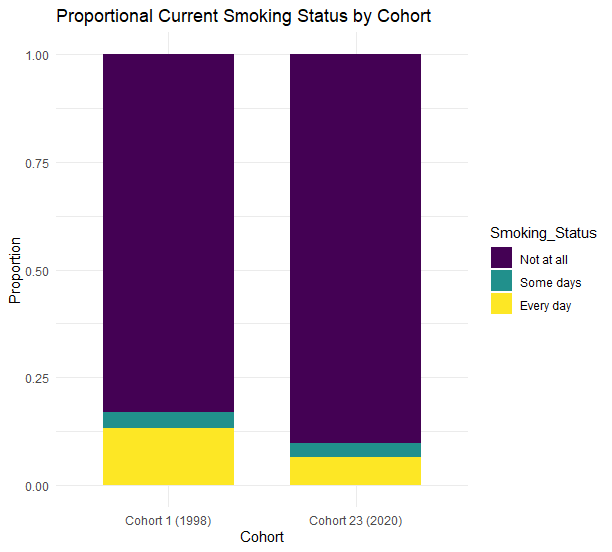 Proportional Current Smoking Status by Cohort
Proportion
1.00
0.75
0.50
0.25
0.00
Cohort 1 (1998)
Cohort 23 (2020)
Cohort
Smoking_Status
Not at all
Some days
Every day